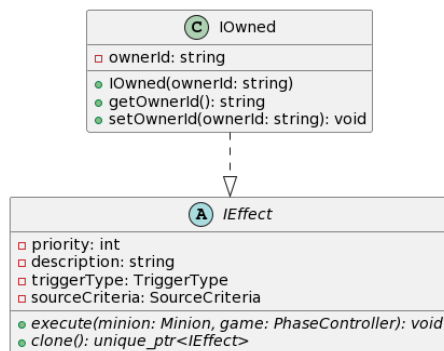 C IOwned
ownerId: string
IOwned(ownerId: string)
getOwnerId(): string
setOwnerId(ownerId: string): void
A IEffect
priority: int
description: string
triggerType: TriggerType
sourceCriteria: SourceCriteria
execute(minion: Minion, game: PhaseController): void
clone(): unique_ptr<IEffect>